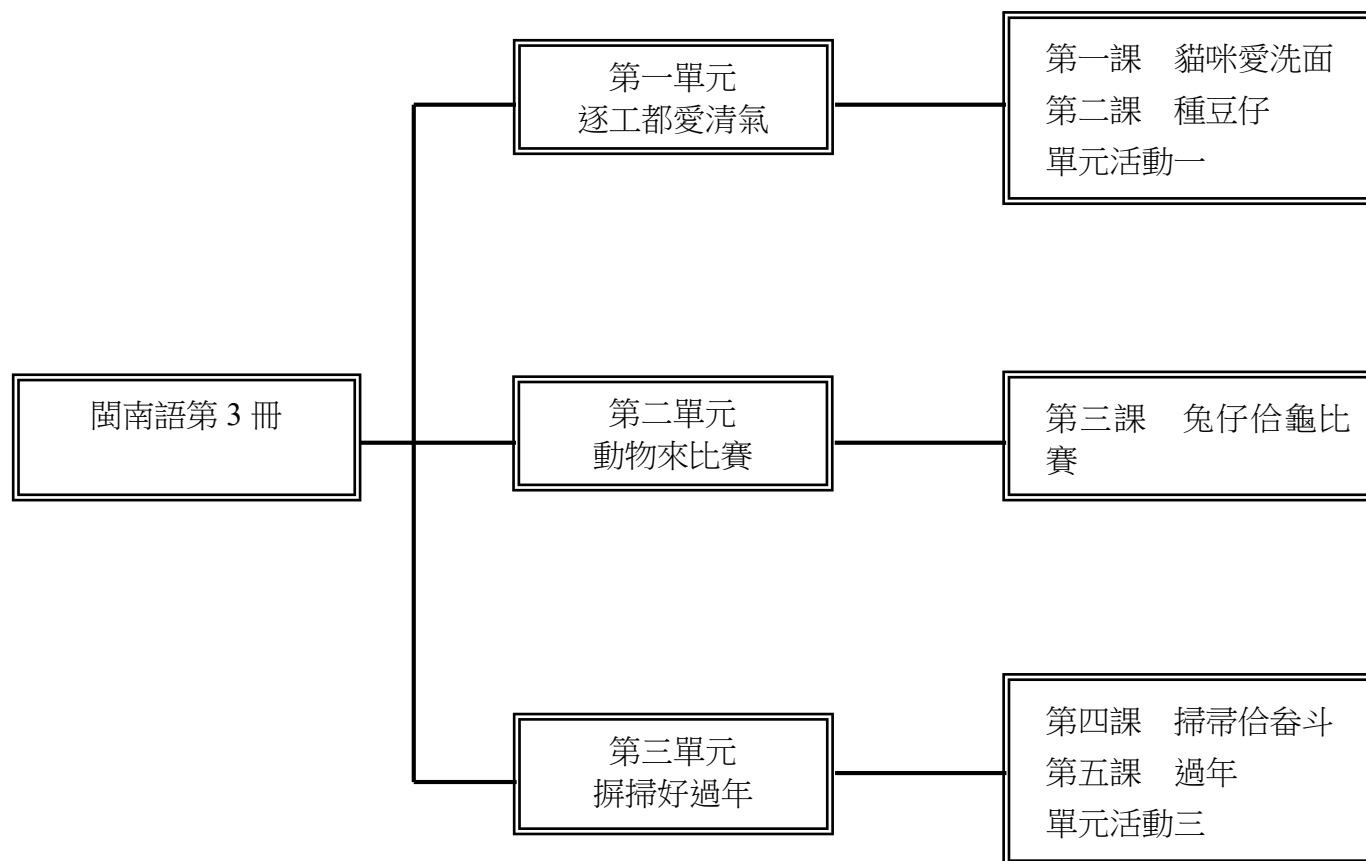 閩南語第 3 冊
第一單元
逐工都愛清氣
第一課　貓咪愛洗面
第二課　種豆仔
單元活動一
第二單元
動物來比賽
第三課　兔仔佮龜比
賽
第三單元
摒掃好過年
第四課　掃帚佮畚斗
第五課　過年
單元活動三